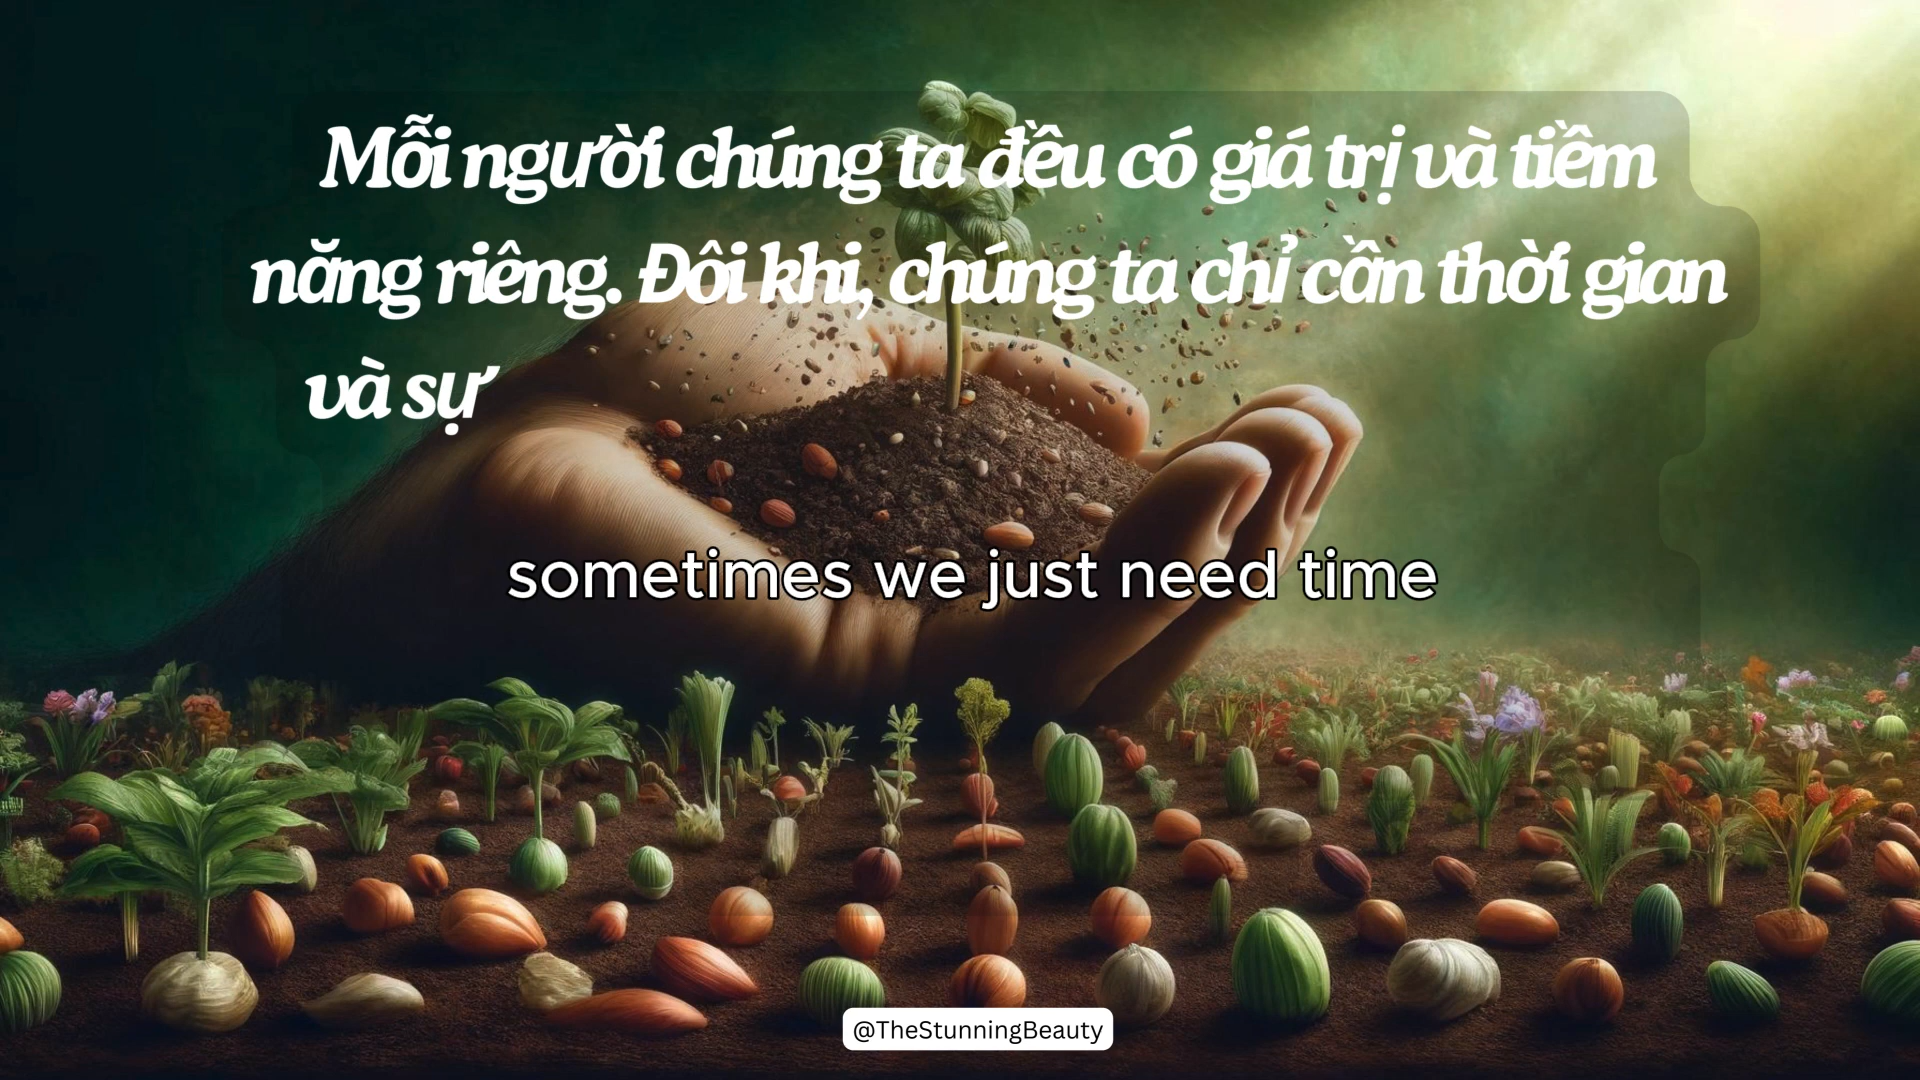 Mỗi người chúng ta đều có giá trị và tiềm
năng riêng. Đôi khi, chúng ta chỉ cần thời gian
và sự
sometimes we just need time
@TheStunningBeauty